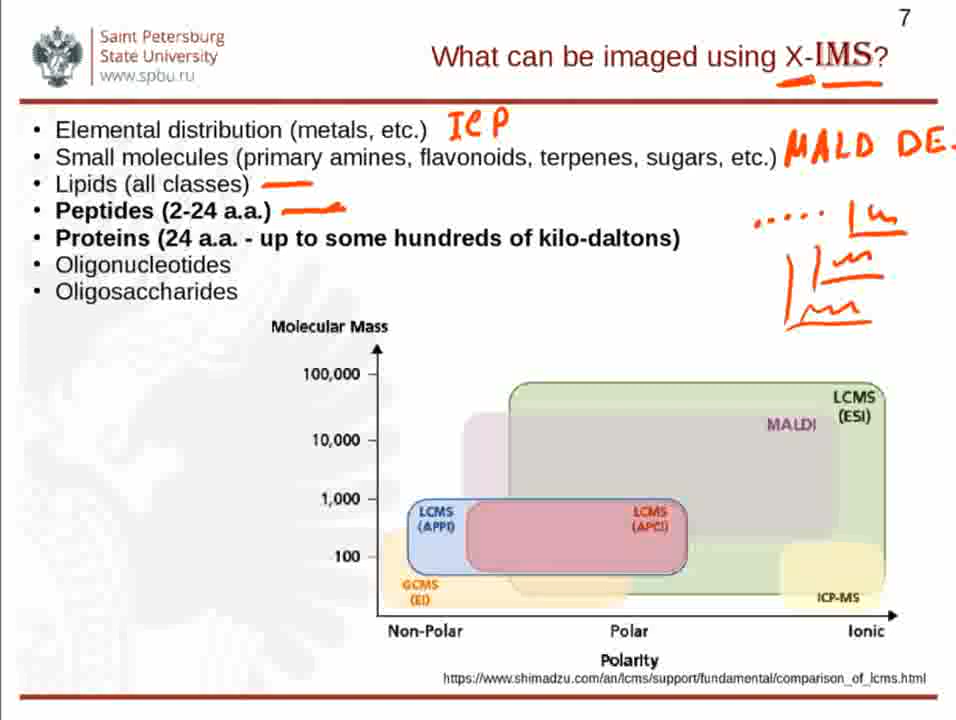 7
Saint Petersburg
State University
www.spbu.ru
What can be imaged using X-IMS?
• Elemental distribution (metals, etc.) ICP
• Small molecules (primary amines, flavonoids, terpenes, sugars, etc.) MALD DE.
• Lipids (all classes)
• Peptides (2-24 a.a.)
• Proteins (24 a.a. - up to some hundreds of kilo-daltons)
• Oligonucleotides
• Oligosaccharides
Molecular Mass
100,000
10,000
1,000
100
LCMS
(ESI)
MALDI
LCMS
(APPI)
LCMS
(APCI)
GCMS
(EI)
ICP-MS
Non-Polar Polar Ionic
Polarity
https://www.shimadzu.com/an/lcms/support/fundamental/comparison_of_lcms.html